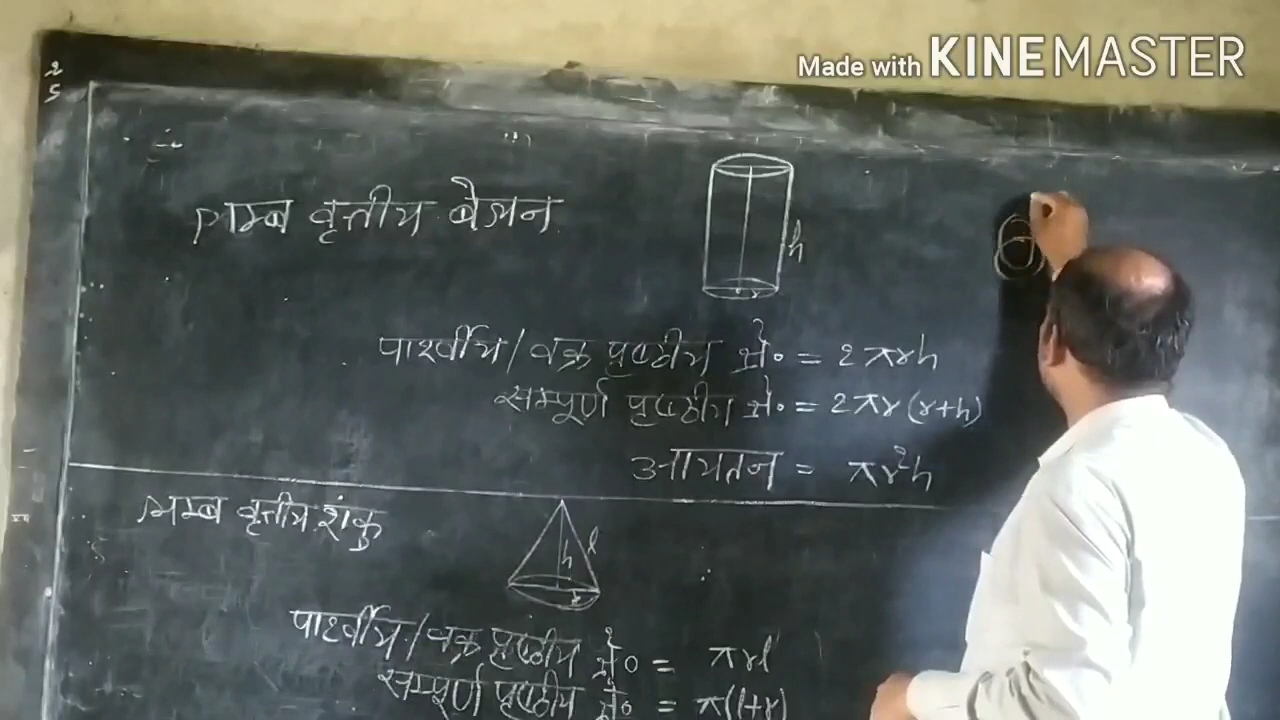 Made with KINEMASTER
लम्ब वृत्तीय बेलन
h
पार्श्वीय/वक्र पृष्ठीय क्षे० = 2πrh
सम्पूर्ण पृष्ठीय क्षे० = 2πr(r+h)
आयतन = πr²h
लम्ब वृत्तीय शंकु
h l
r
पार्श्वीय/वक्र पृष्ठीय क्षे० = πrl
सम्पूर्ण पृष्ठीय क्षे० = π(l+r)